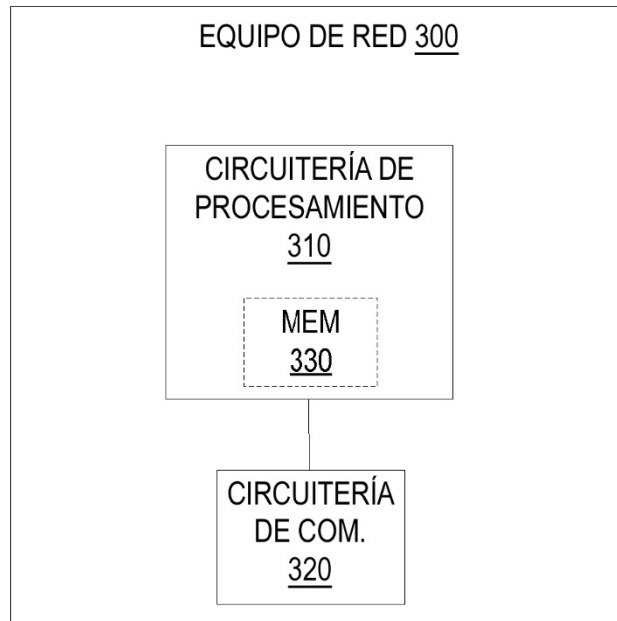 EQUIPO DE RED 300
CIRCUITERÍA DE
PROCESAMIENTO
310
MEM
330
CIRCUITERÍA
DE COM.
320